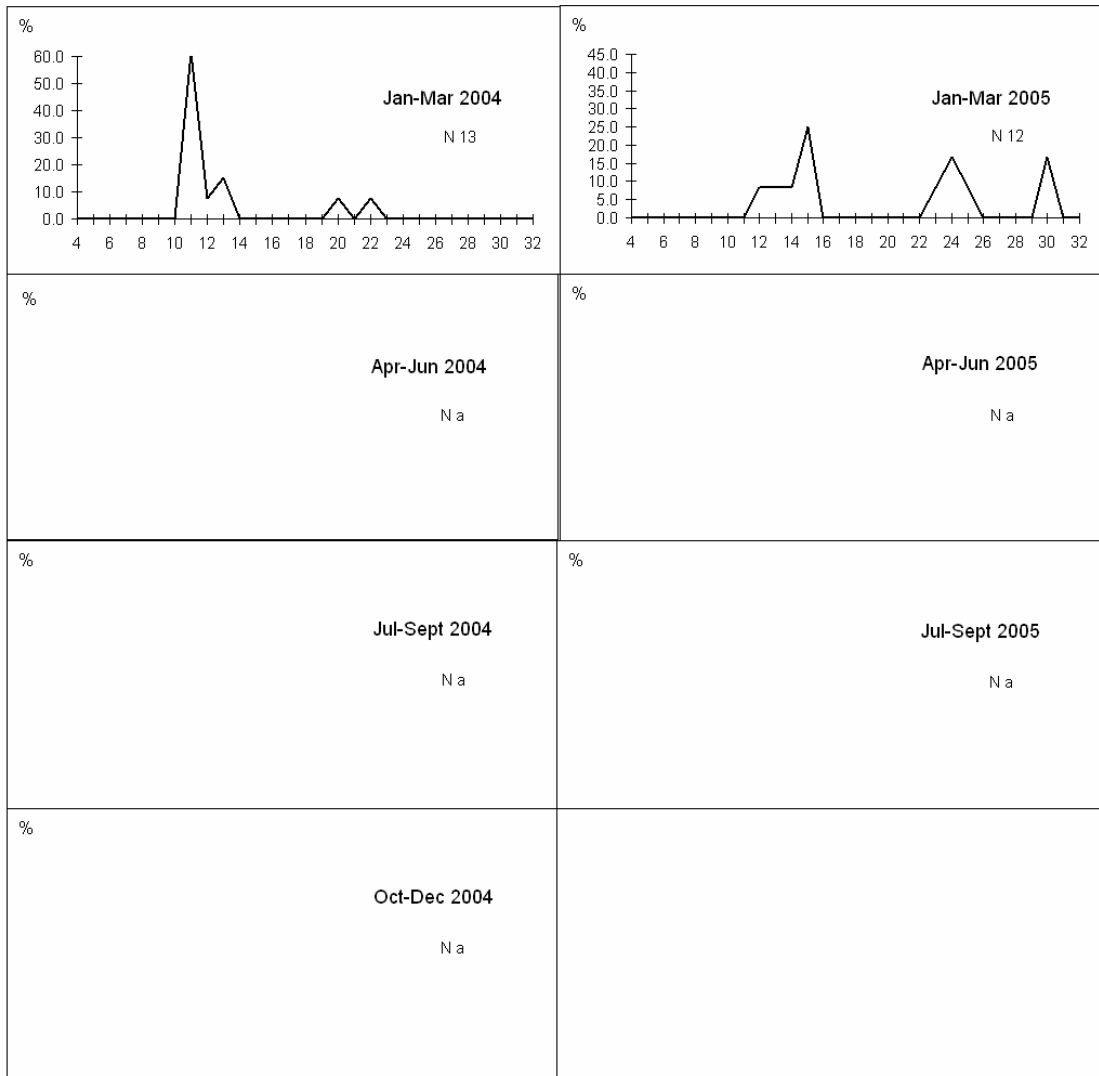 %
60.0
50.0
40.0
30.0
20.0
10.0
0.0
Jan-Mar 2004
N 13
4 6 8 10 12 14 16 18 20 22 24 26 28 30 32
%
45.0
40.0
35.0
30.0
25.0
20.0
15.0
10.0
5.0
0.0
Jan-Mar 2005
N 12
4 6 8 10 12 14 16 18 20 22 24 26 28 30 32
%
Apr-Jun 2004
N a
%
Apr-Jun 2005
N a
%
Jul-Sept 2004
N a
%
Jul-Sept 2005
N a
%
Oct-Dec 2004
N a